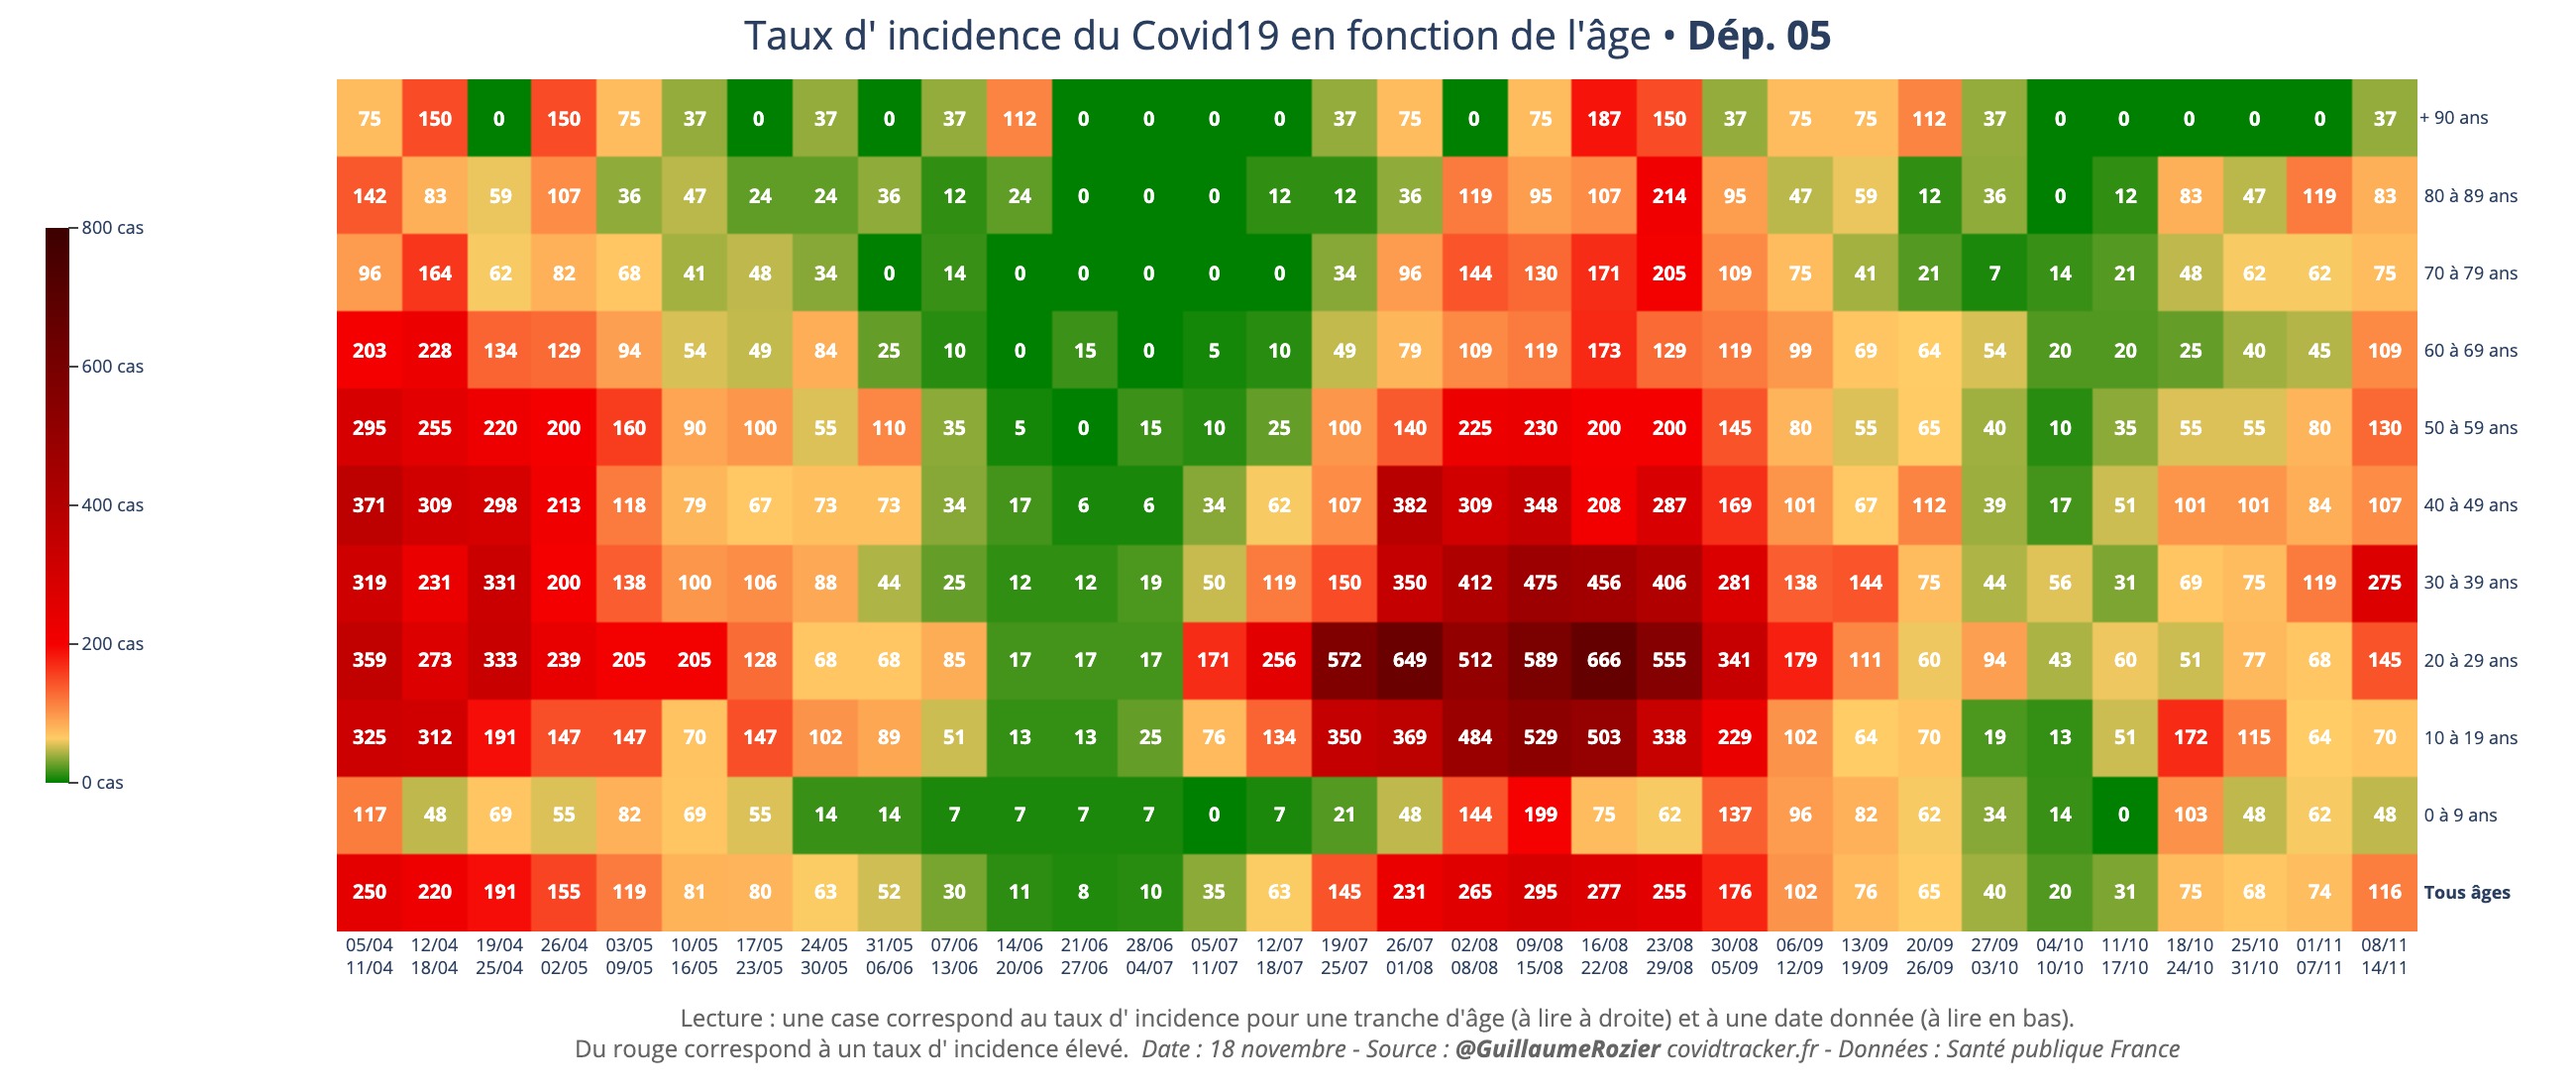 Taux d' incidence du Covid19 en fonction de l'âge • Dép. 05
800 cas
600 cas
400 cas
200 cas
0 cas
75 150 0 150 75 37 0 37 0 37 112 0 0 0 0 37 75 0 75 187 150 37 75 75 112 37 0 0 0 0 0 37 + 90 ans
142 83 59 107 36 47 24 24 36 12 24 0 0 0 12 12 36 119 95 107 214 95 47 59 12 36 0 12 83 47 119 83 80 à 89 ans
96 164 62 82 68 41 48 34 0 14 0 0 0 0 0 34 96 144 130 171 205 109 75 41 21 7 14 21 48 62 62 75 70 à 79 ans
203 228 134 129 94 54 49 84 25 10 0 15 0 5 10 49 79 109 119 173 129 119 99 69 64 54 20 20 25 40 45 109 60 à 69 ans
295 255 220 200 160 90 100 55 110 35 5 0 15 10 25 100 140 225 230 200 200 145 80 55 65 40 10 35 55 55 80 130 50 à 59 ans
371 309 298 213 118 79 67 73 73 34 17 6 6 34 62 107 382 309 348 208 287 169 101 67 112 39 17 51 101 101 84 107 40 à 49 ans
319 231 331 200 138 100 106 88 44 25 12 12 19 50 119 150 350 412 475 456 406 281 138 144 75 44 56 31 69 75 119 275 30 à 39 ans
359 273 333 239 205 205 128 68 68 85 17 17 17 171 256 572 649 512 589 666 555 341 179 111 60 94 43 60 51 77 68 145 20 à 29 ans
325 312 191 147 147 70 147 102 89 51 13 13 25 76 134 350 369 484 529 503 338 229 102 64 70 19 13 51 172 115 64 70 10 à 19 ans
117 48 69 55 82 69 55 14 14 7 7 7 7 0 7 21 48 144 199 75 62 137 96 82 62 34 14 0 103 48 62 48 0 à 9 ans
250 220 191 155 119 81 80 63 52 30 11 8 10 35 63 145 231 265 295 277 255 176 102 76 65 40 20 31 75 68 74 116 Tous âges
05/04 12/04 19/04 26/04 03/05 10/05 17/05 24/05 31/05 07/06 14/06 21/06 28/06 05/07 12/07 19/07 26/07 02/08 09/08 16/08 23/08 30/08 06/09 13/09 20/09 27/09 04/10 11/10 18/10 25/10 01/11 08/11
11/04 18/04 25/04 02/05 09/05 16/05 23/05 30/05 06/06 13/06 20/06 27/06 04/07 11/07 18/07 25/07 01/08 08/08 15/08 22/08 29/08 05/09 12/09 19/09 26/09 03/10 10/10 17/10 24/10 31/10 07/11 14/11
Lecture : une case correspond au taux d' incidence pour une tranche d'âge (à lire à droite) et à une date donnée (à lire en bas).
Du rouge correspond à un taux d' incidence élevé. Date : 18 novembre - Source : @GuillaumeRozier covidtracker.fr - Données : Santé publique France